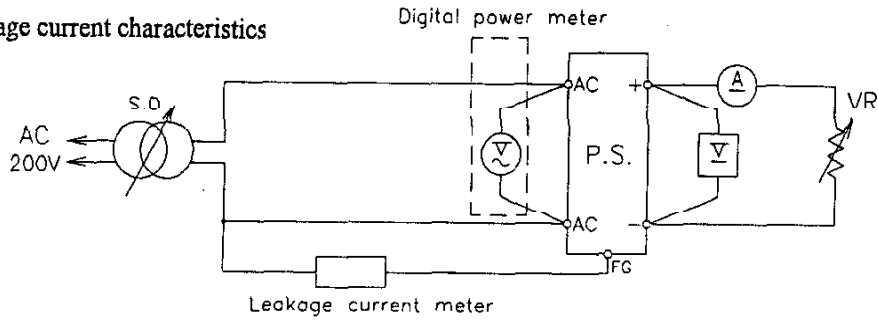 age current characteristics
Digital power meter
S.D
AC
200V
AC
+
A
VR
V
P.S.
V
AC
−
FG
Leakage current meter